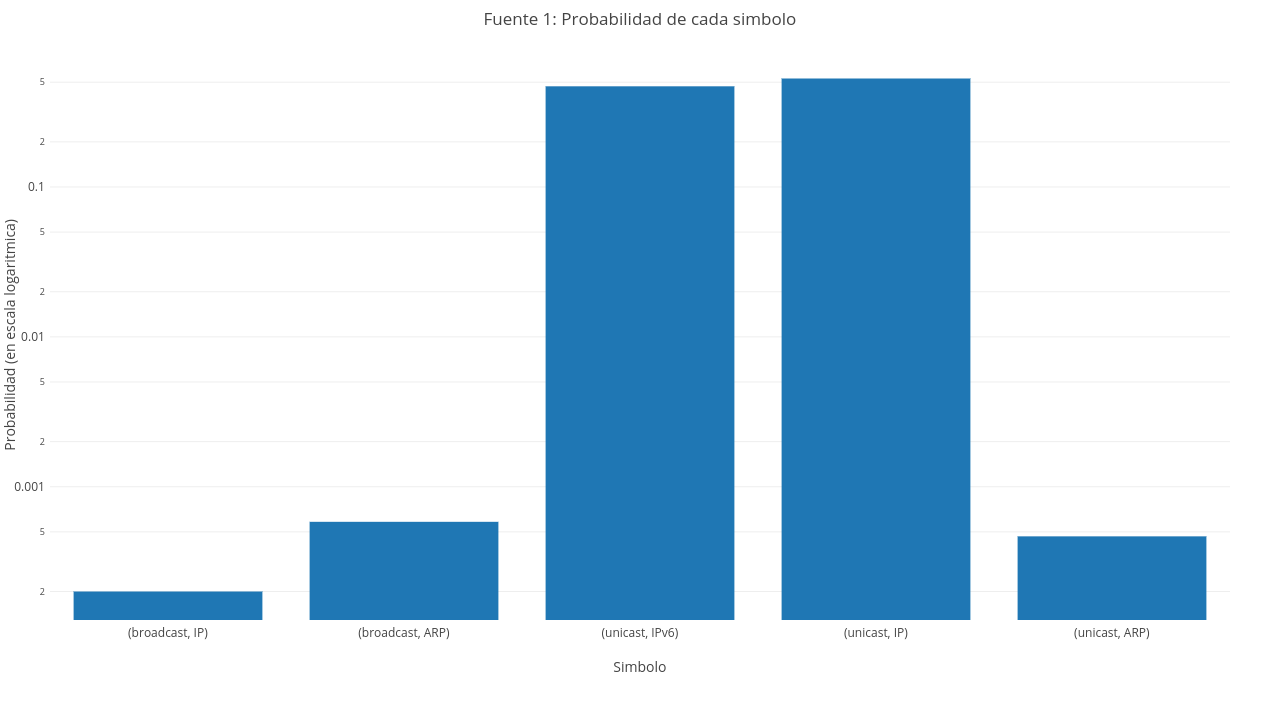 Fuente 1: Probabilidad de cada simbolo
Probabilidad (en escala logaritmica)
5
2
0.1
5
2
0.01
5
2
0.001
5
2
(broadcast, IP)
(broadcast, ARP)
(unicast, IPv6)
(unicast, IP)
(unicast, ARP)
Simbolo